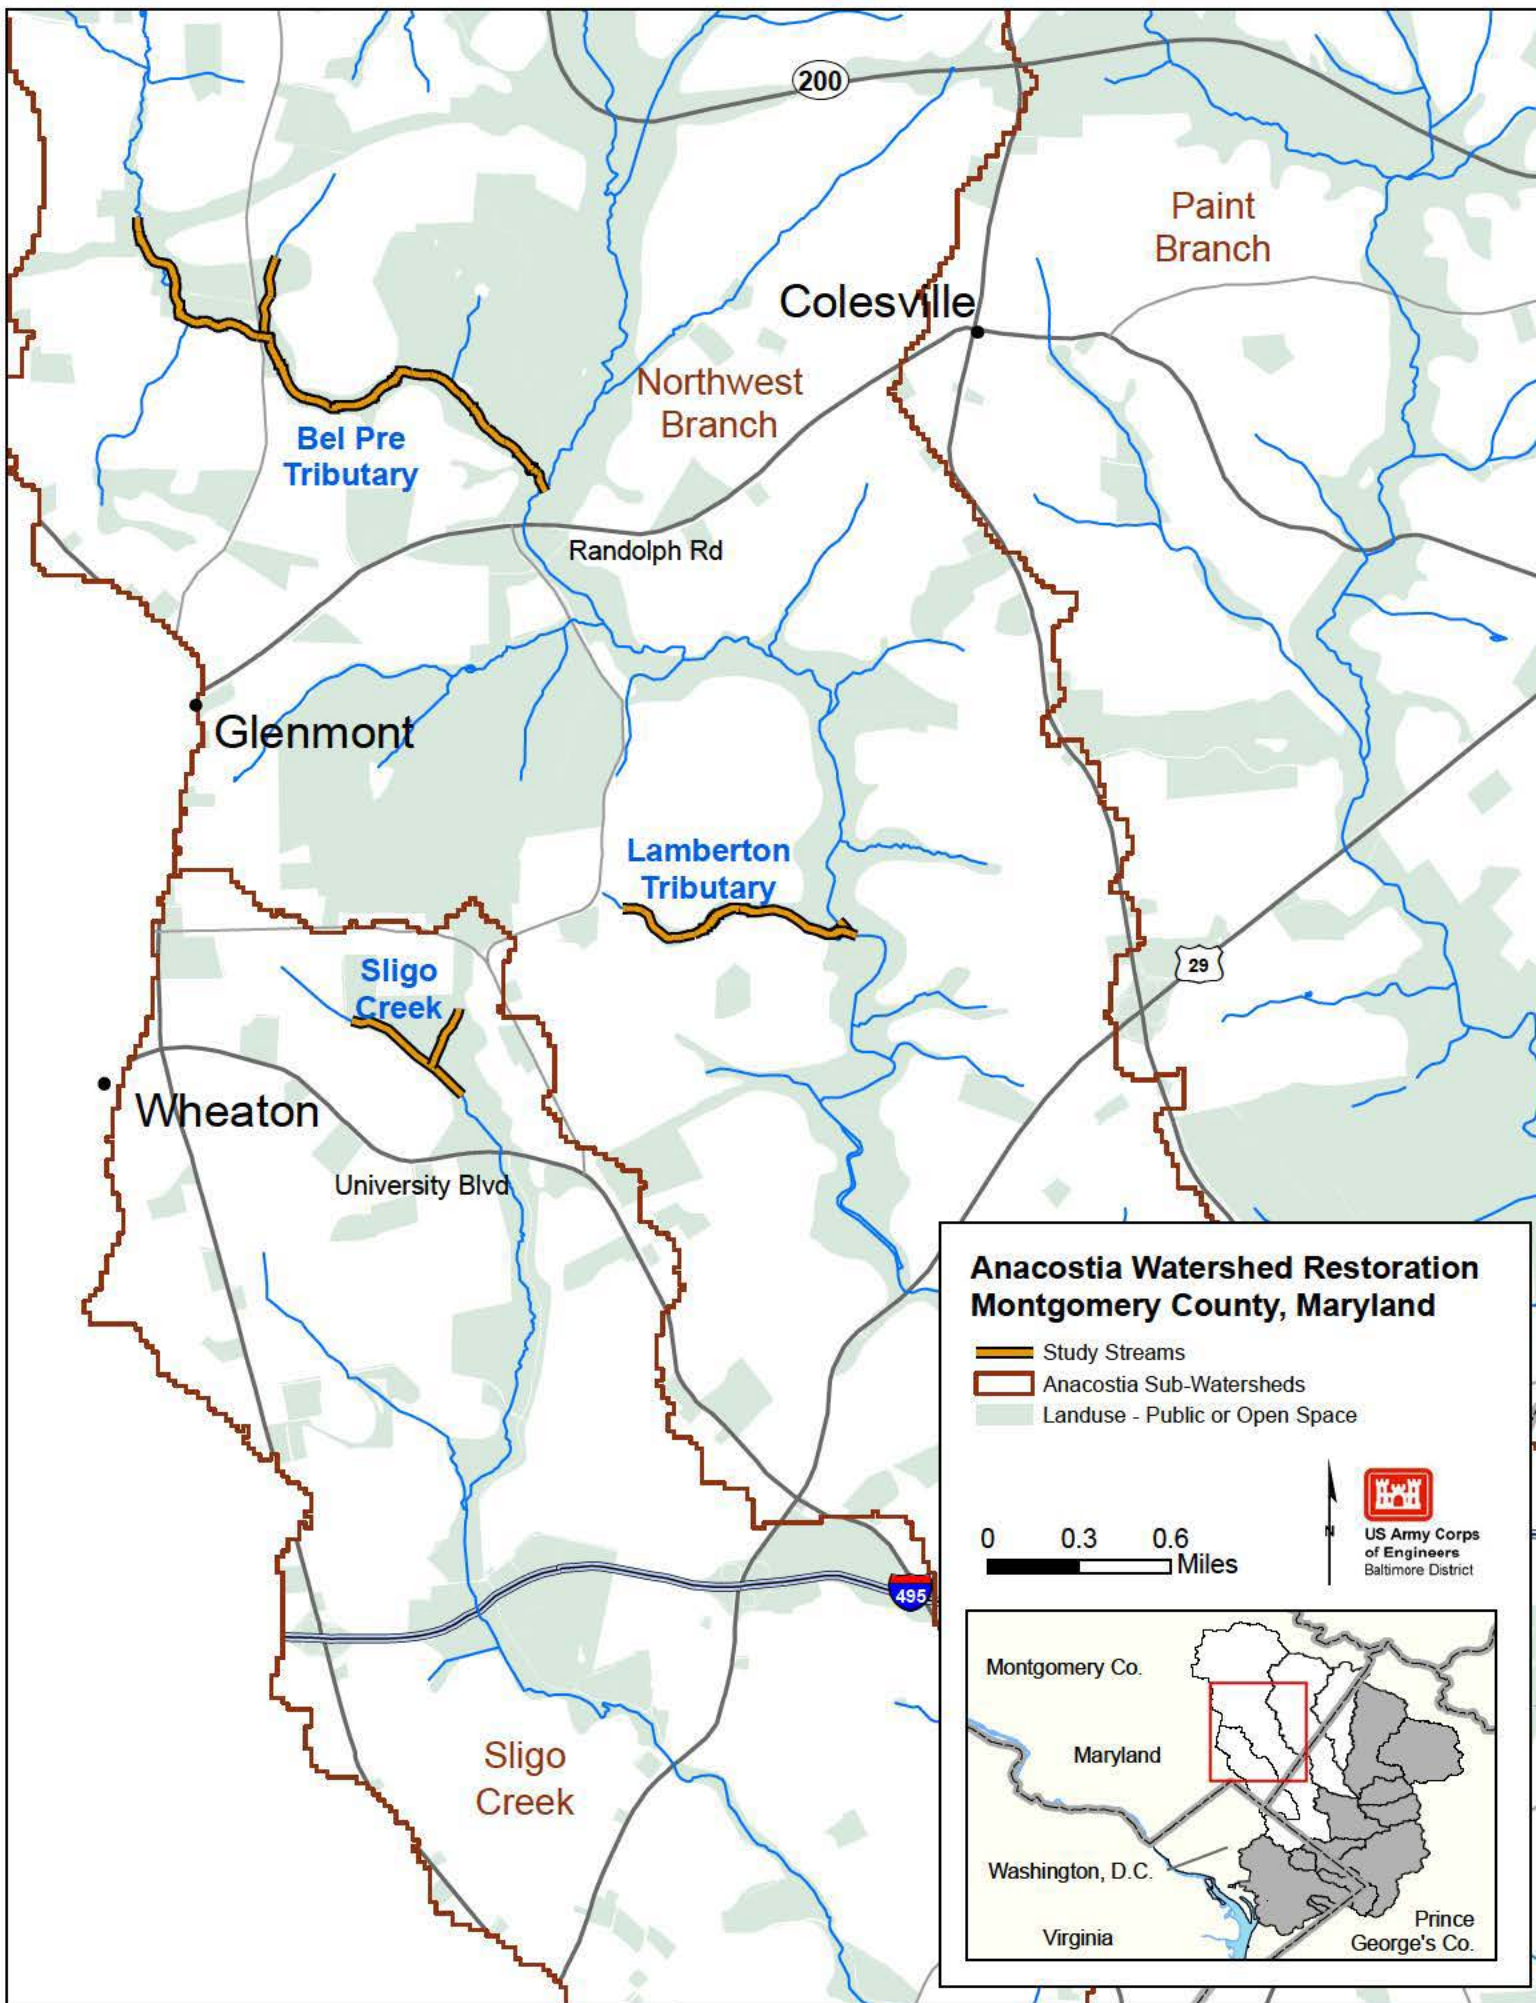 200
Paint
Branch
Colesville
Northwest
Branch
Bel Pre
Tributary
Randolph Rd
Glenmont
Lamberton
Tributary
Sligo
Creek
29
Wheaton
University Blvd
Anacostia Watershed Restoration
Montgomery County, Maryland
Study Streams
Anacostia Sub-Watersheds
Landuse - Public or Open Space
0 0.3 0.6
Miles
N
US Army Corps
of Engineers
Baltimore District
495
Sligo
Creek
Montgomery Co.
Maryland
Washington, D.C.
Virginia
Prince
George's Co.